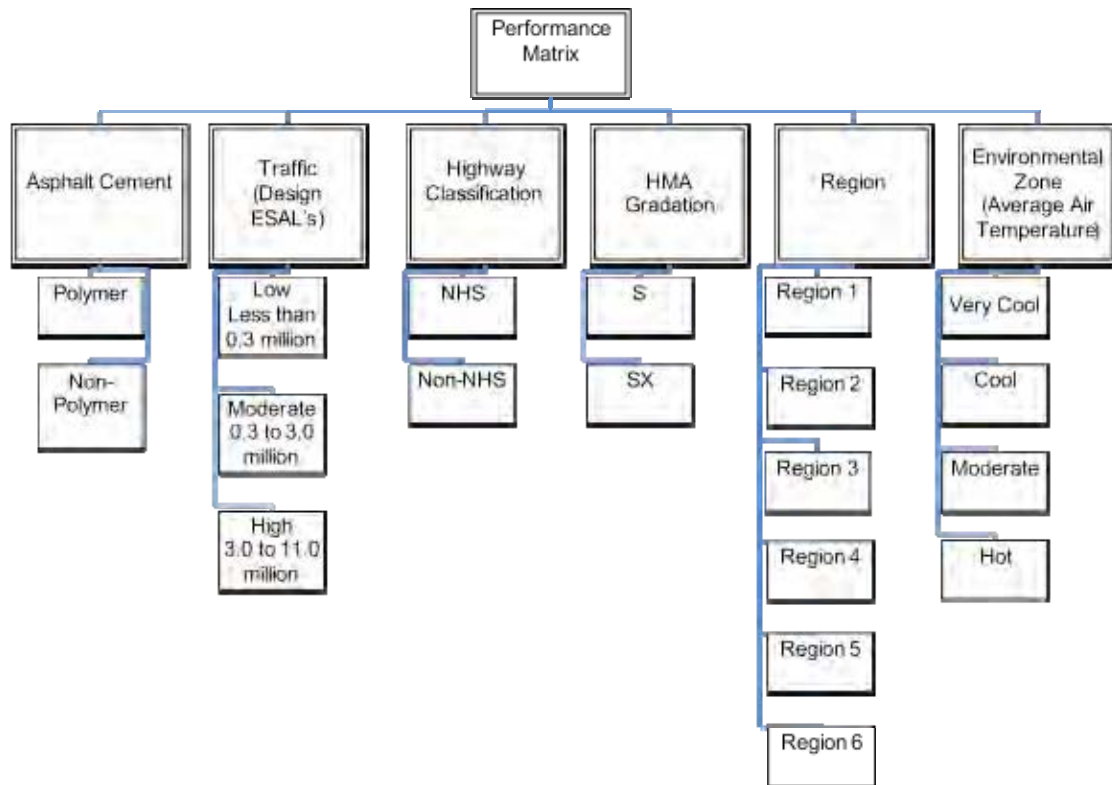 Performance
Matrix
Asphalt Cement
Traffic
(Design
ESAL's)
Highway
Classification
HMA
Gradation
Region
Environmental
Zone
(Average Air
Temperature)
Polymer
Non-
Polymer
Low
Less than
0.3 million
Moderate
0.3 to 3.0
million
High
3.0 to 11.0
million
NHS
Non-NHS
S
SX
Region 1
Region 2
Region 3
Region 4
Region 5
Region 6
Very Cool
Cool
Moderate
Hot